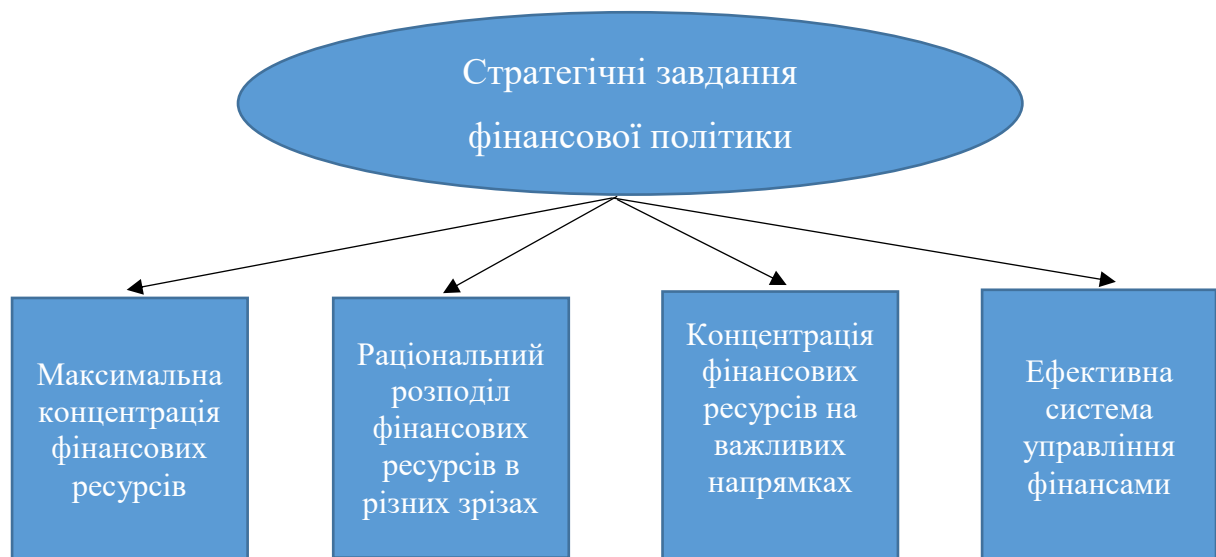 Стратегічні завдання
фінансової політики
Максимальна
концентрація
фінансових
ресурсів
Раціональний
розподіл
фінансових
ресурсів в
різних зрізах
Концентрація
фінансових
ресурсів на
важливих
напрямках
Ефективна
система
управління
фінансами